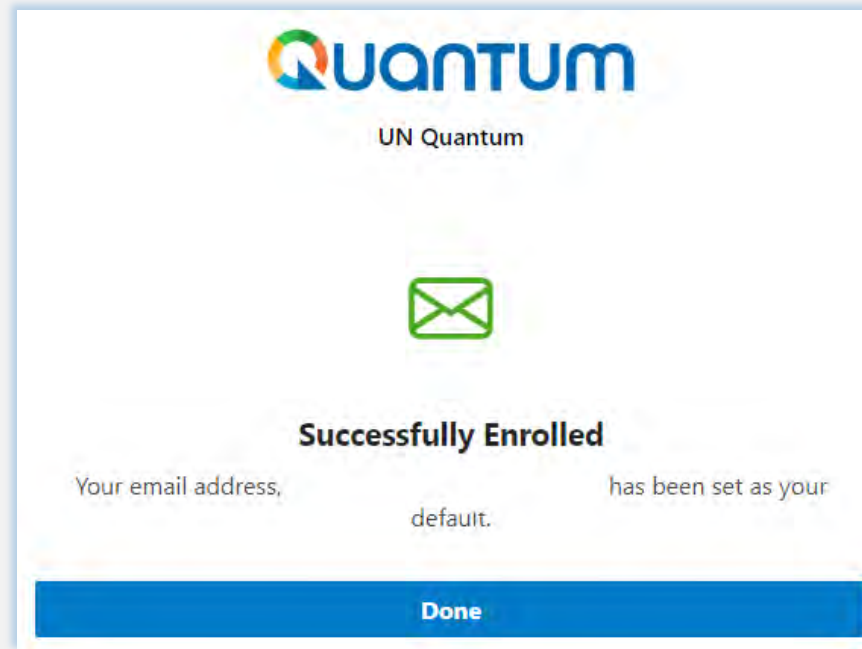 QUANTUM
UN Quantum
Successfully Enrolled
Your email address, has been set as your
default.
Done